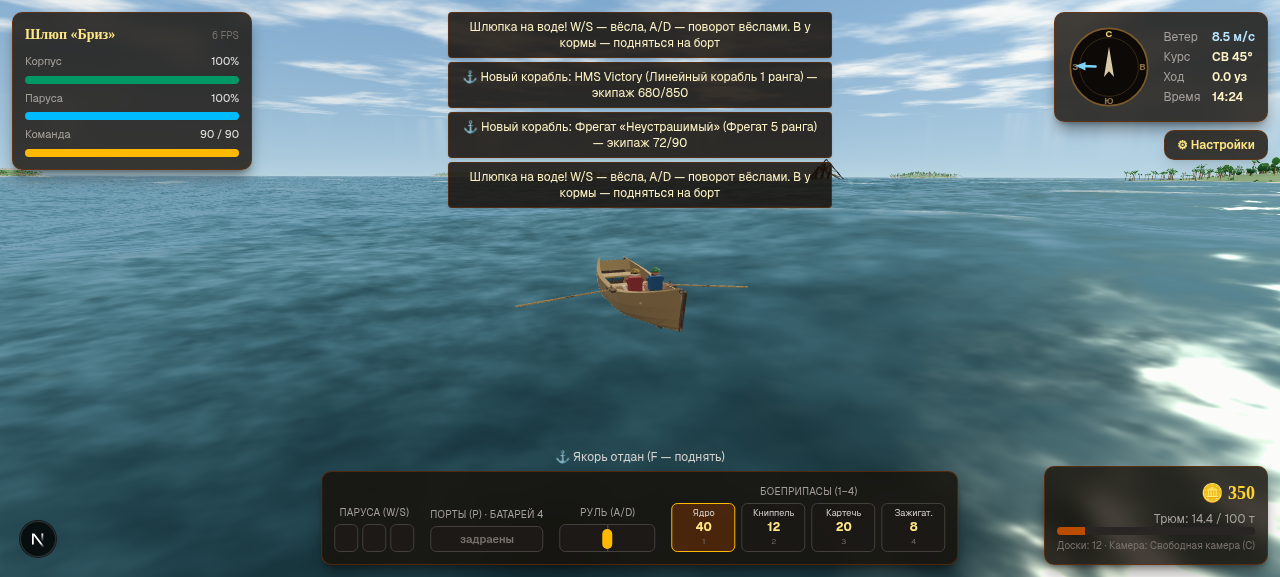 Шлюп «Бриз»
6 FPS
Корпус
100%
Паруса
100%
Команда
90 / 90
Шлюпка на воде! W/S — вёсла, A/D — поворот вёслами. В у
кормы — подняться на борт
⚓ Новый корабль: HMS Victory (Линейный корабль 1 ранга) —
экипаж 680/850
⚓ Новый корабль: Фрегат «Неустрашимый» (Фрегат 5 ранга)
— экипаж 72/90
Шлюпка на воде! W/S — вёсла, A/D — поворот вёслами. В у
кормы — подняться на борт
С
З
В
Ю
Ветер 8.5 м/с
Курс СВ 45°
Ход 0.0 уз
Время 14:24
⚙ Настройки
⚓ Якорь отдан (F — поднять)
ПАРУСА (W/S)
ПОРТЫ (P) · БАТАРЕЙ 4
задраены
РУЛЬ (A/D)
БОЕПРИПАСЫ (1–4)
Ядро
40
1
Книппель
12
2
Картечь
20
3
Зажигат.
8
4
🪙 350
Трюм: 14.4 / 100 т
Доски: 12 · Камера: Свободная камера (C)
N